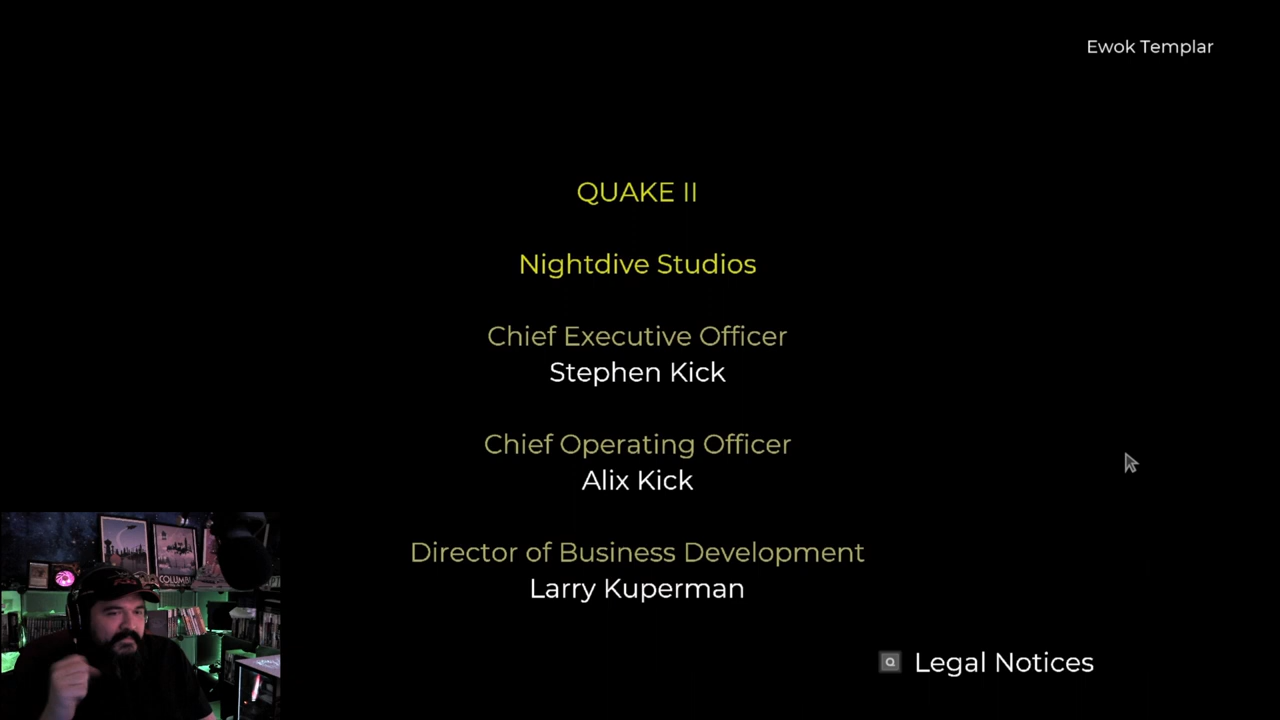 Ewok Templar
QUAKE II
Nightdive Studios
Chief Executive Officer
Stephen Kick
Chief Operating Officer
Alix Kick
Director of Business Development
Larry Kuperman
Q Legal Notices